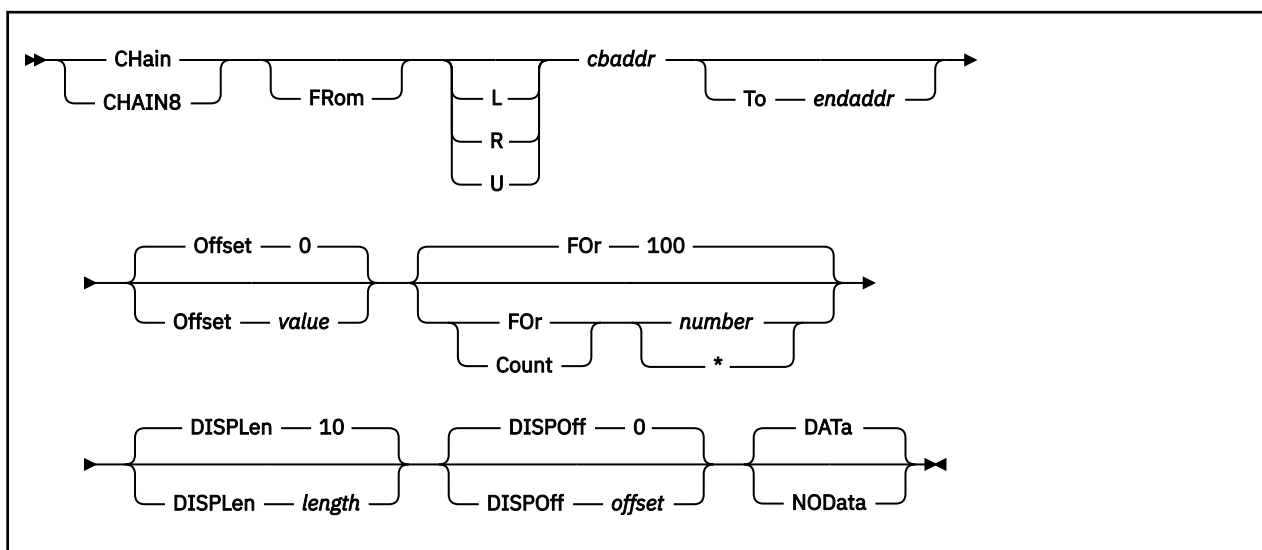 CHain cbaddr
CHAIN8 FRom L To endaddr
R
U
Offset 0 FOr 100
Offset value FOr number
Count *
DISPLen 10 DISPOff 0 DATa
DISPLen length DISPOff offset NOData